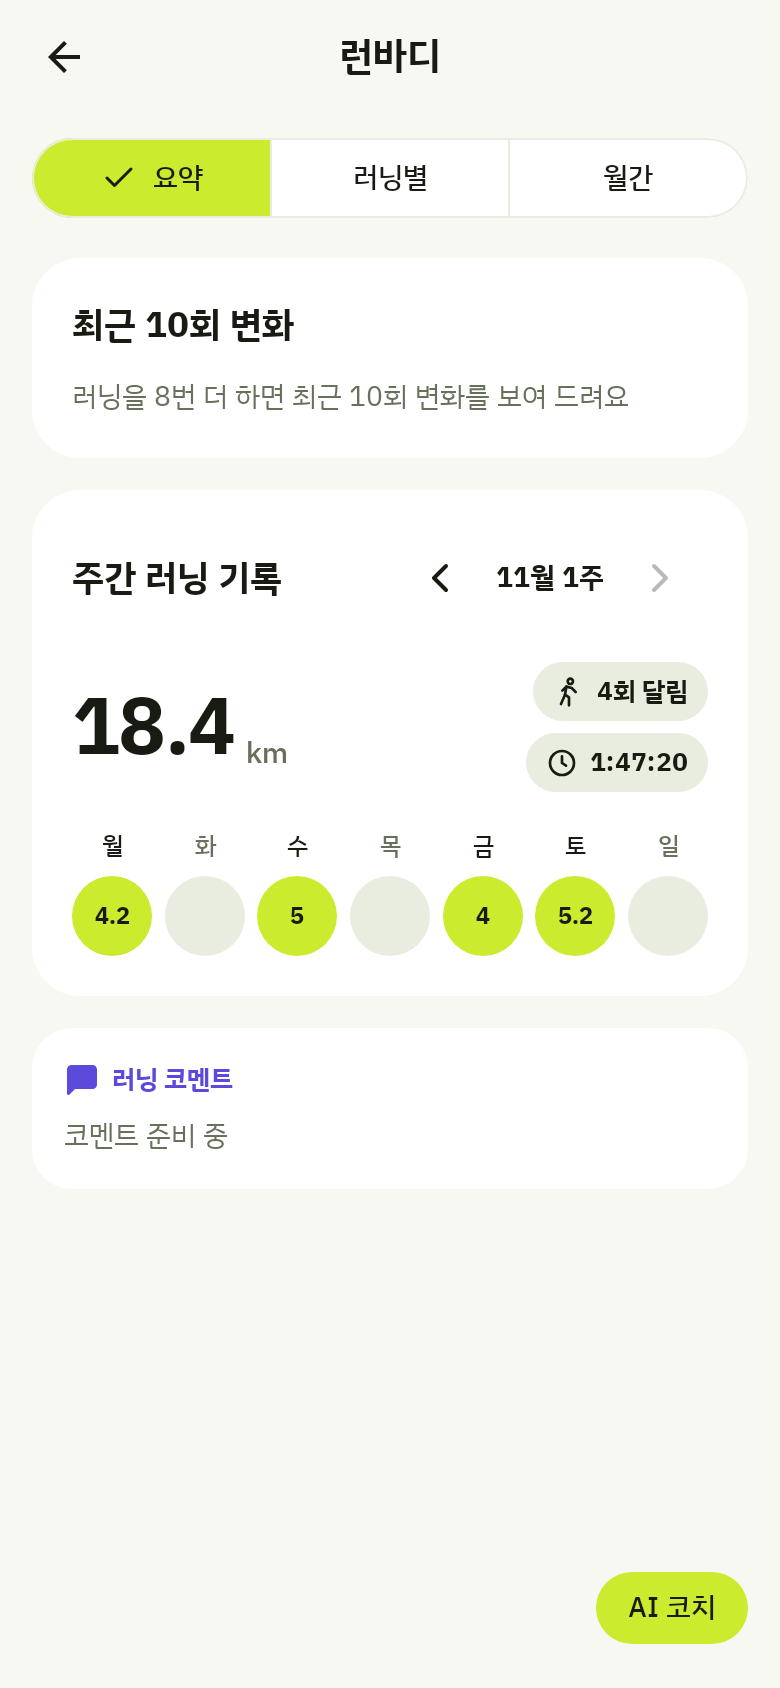 런바디
요약
러닝별
월간
최근 10회 변화
러닝을 8번 더 하면 최근 10회 변화를 보여 드려요
주간 러닝 기록
11월 1주
18.4 km
4회 달림
1:47:20
월 화 수 목 금 토 일
4.2 5 4 5.2
러닝 코멘트
코멘트 준비 중
AI 코치